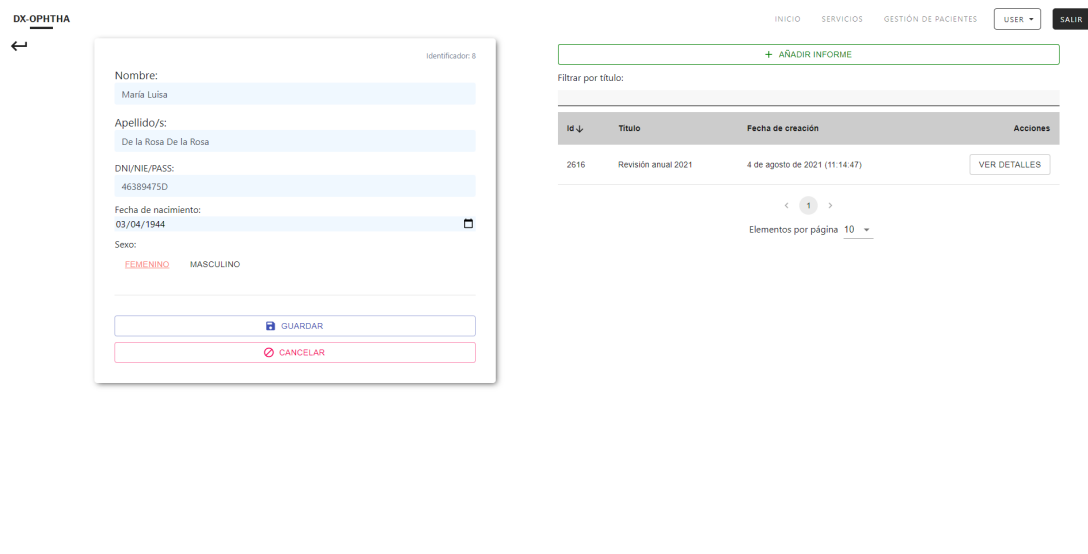 DX-OPHTHA
INICIO SERVICIOS GESTIÓN DE PACIENTES USER SALIR
Identificador: 8
Nombre:
María Luisa
Apellido/s:
De la Rosa De la Rosa
DNI/NIE/PASS:
46389475D
Fecha de nacimiento:
03/04/1944
Sexo:
FEMENINO MASCULINO
GUARDAR
CANCELAR
+ AÑADIR INFORME
Filtrar por título:
Id Título Fecha de creación Acciones
2616 Revisión anual 2021 4 de agosto de 2021 (11:14:47) VER DETALLES
1
Elementos por página 10